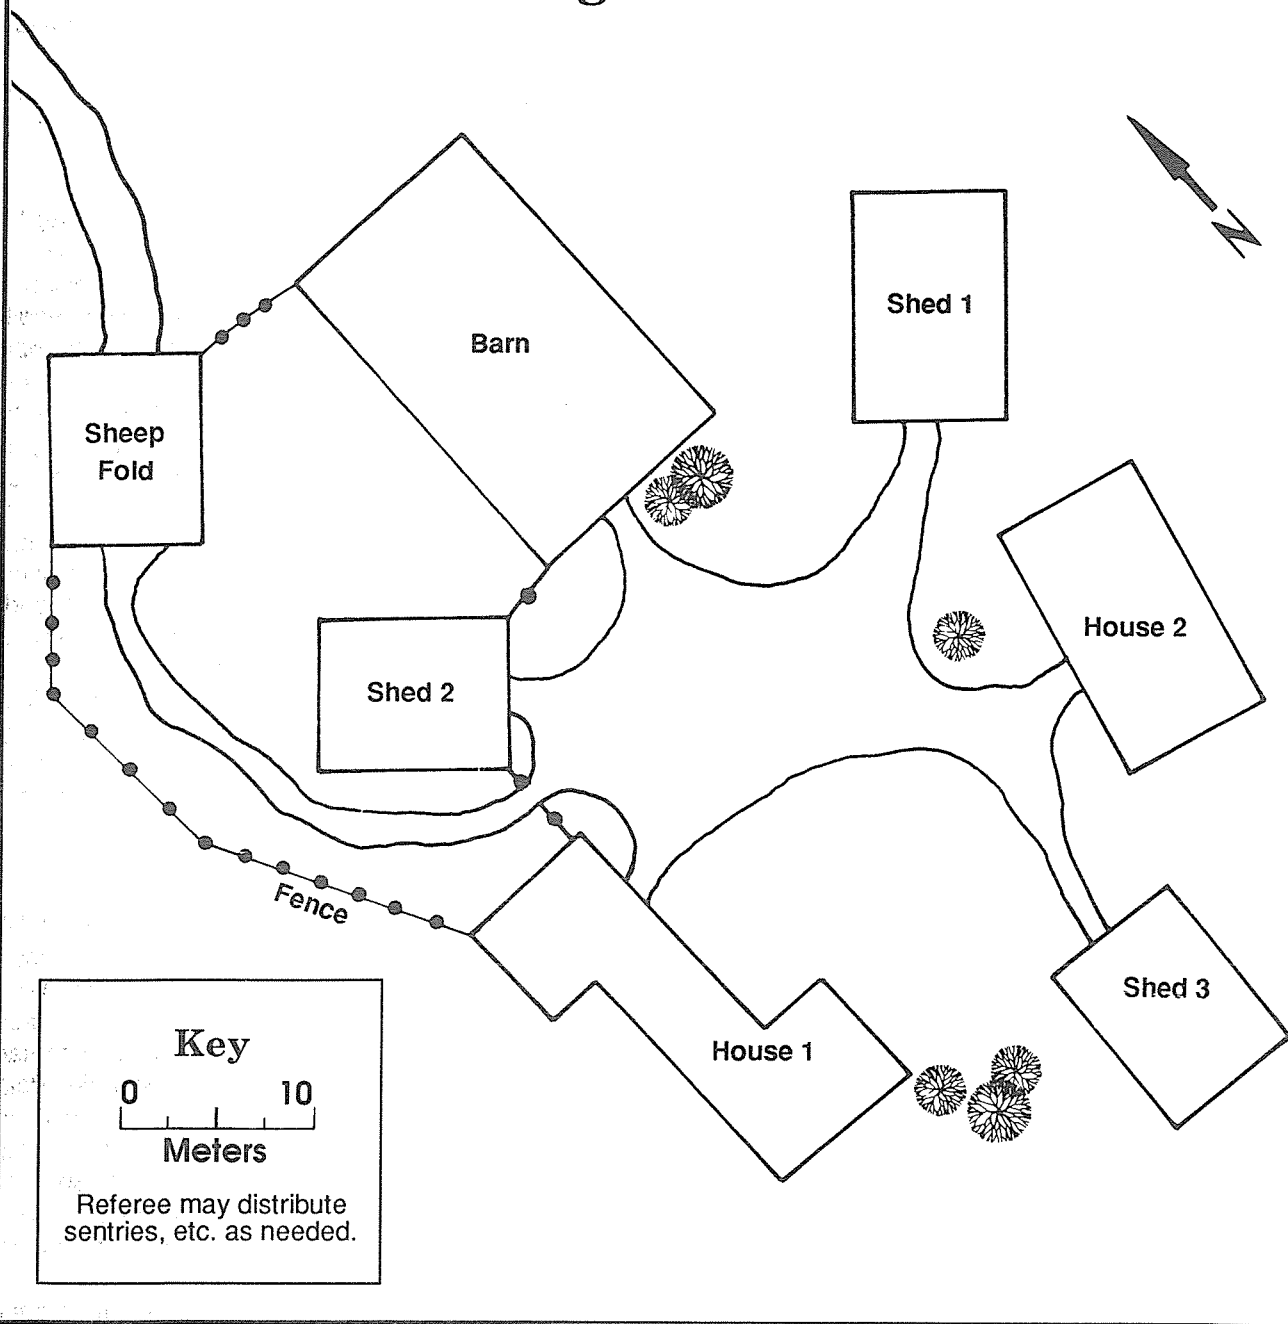 N
Shed 1
Barn
Sheep
Fold
House 2
Shed 2
Fence
Shed 3
House 1
Key
0 10
Meters
Referee may distribute
sentries, etc. as needed.